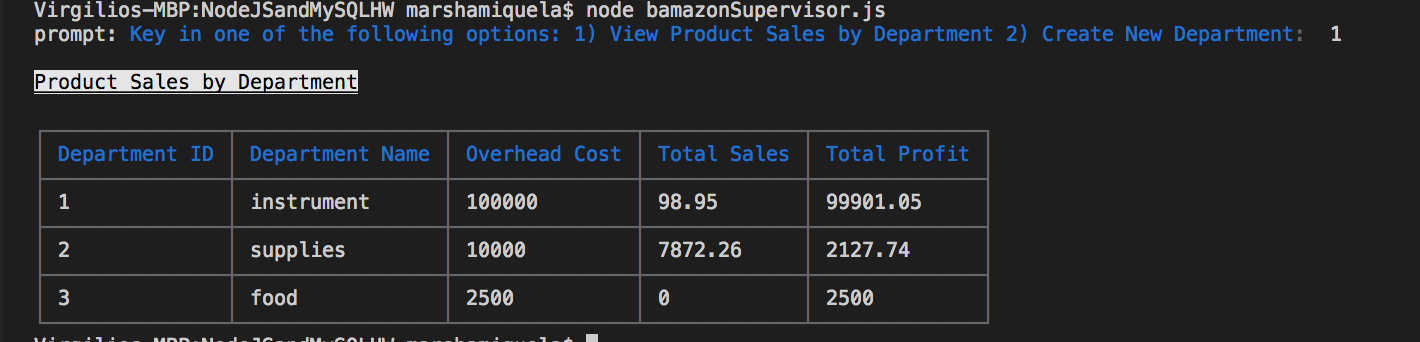 Virgilios-MBP:NodeJSandMySQLHW marshamiquela$ node bamazonSupervisor.js
prompt: Key in one of the following options: 1) View Product Sales by Department 2) Create New Department:  1
Product Sales by Department
Department ID Department Name Overhead Cost Total Sales Total Profit
1 instrument 100000 98.95 99901.05
2 supplies 10000 7872.26 2127.74
3 food 2500 0 2500
Virgilios-MBP:NodeJSandMySQLHW marshamiquela$